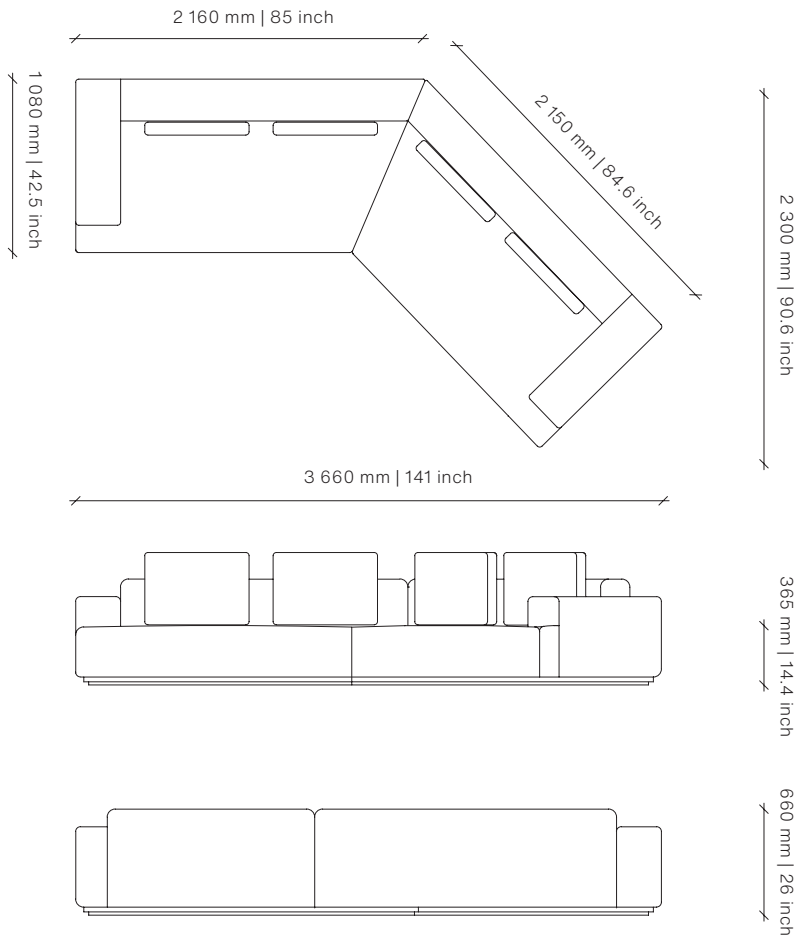 2 160 mm | 85 inch
1 080 mm | 42.5 inch
2 150 mm | 84.6 inch
2 300 mm | 90.6 inch
3 660 mm | 141 inch
365 mm | 14.4 inch
660 mm | 26 inch